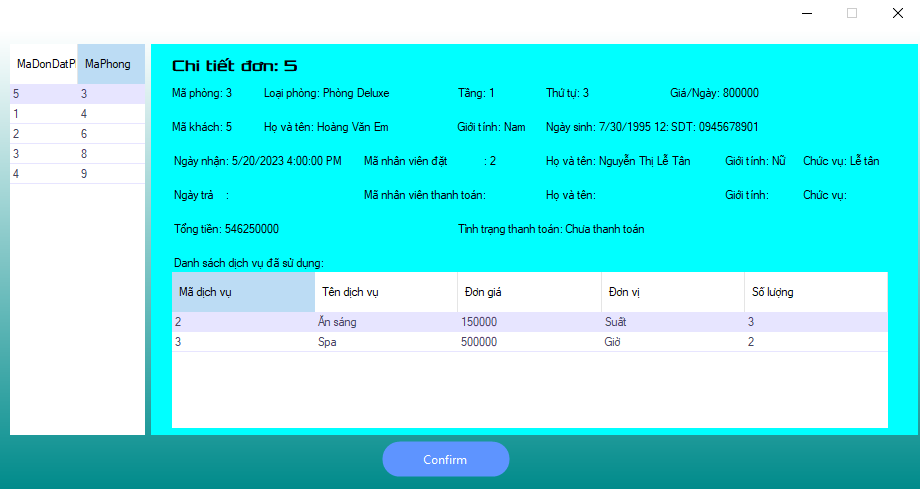 MaDonDatP MaPhong
5 3
1 4
2 6
3 8
4 9
Chi tiết đơn: 5
Mã phòng: 3 Loại phòng: Phòng Deluxe Tầng: 1 Thứ tự: 3 Giá/Ngày: 800000
Mã khách: 5 Họ và tên: Hoàng Văn Em Giới tính: Nam Ngày sinh: 7/30/1995 12: SDT: 0945678901
Ngày nhận: 5/20/2023 4:00:00 PM Mã nhân viên đặt : 2 Họ và tên: Nguyễn Thị Lễ Tân Giới tính: Nữ Chức vụ: Lễ tân
Ngày trả : Mã nhân viên thanh toán: Họ và tên: Giới tính: Chức vụ:
Tổng tiền: 546250000 Tình trạng thanh toán: Chưa thanh toán
Danh sách dịch vụ đã sử dụng:
Mã dịch vụ Tên dịch vụ Đơn giá Đơn vị Số lượng
2 Ăn sáng 150000 Suất 3
3 Spa 500000 Giờ 2
Confirm